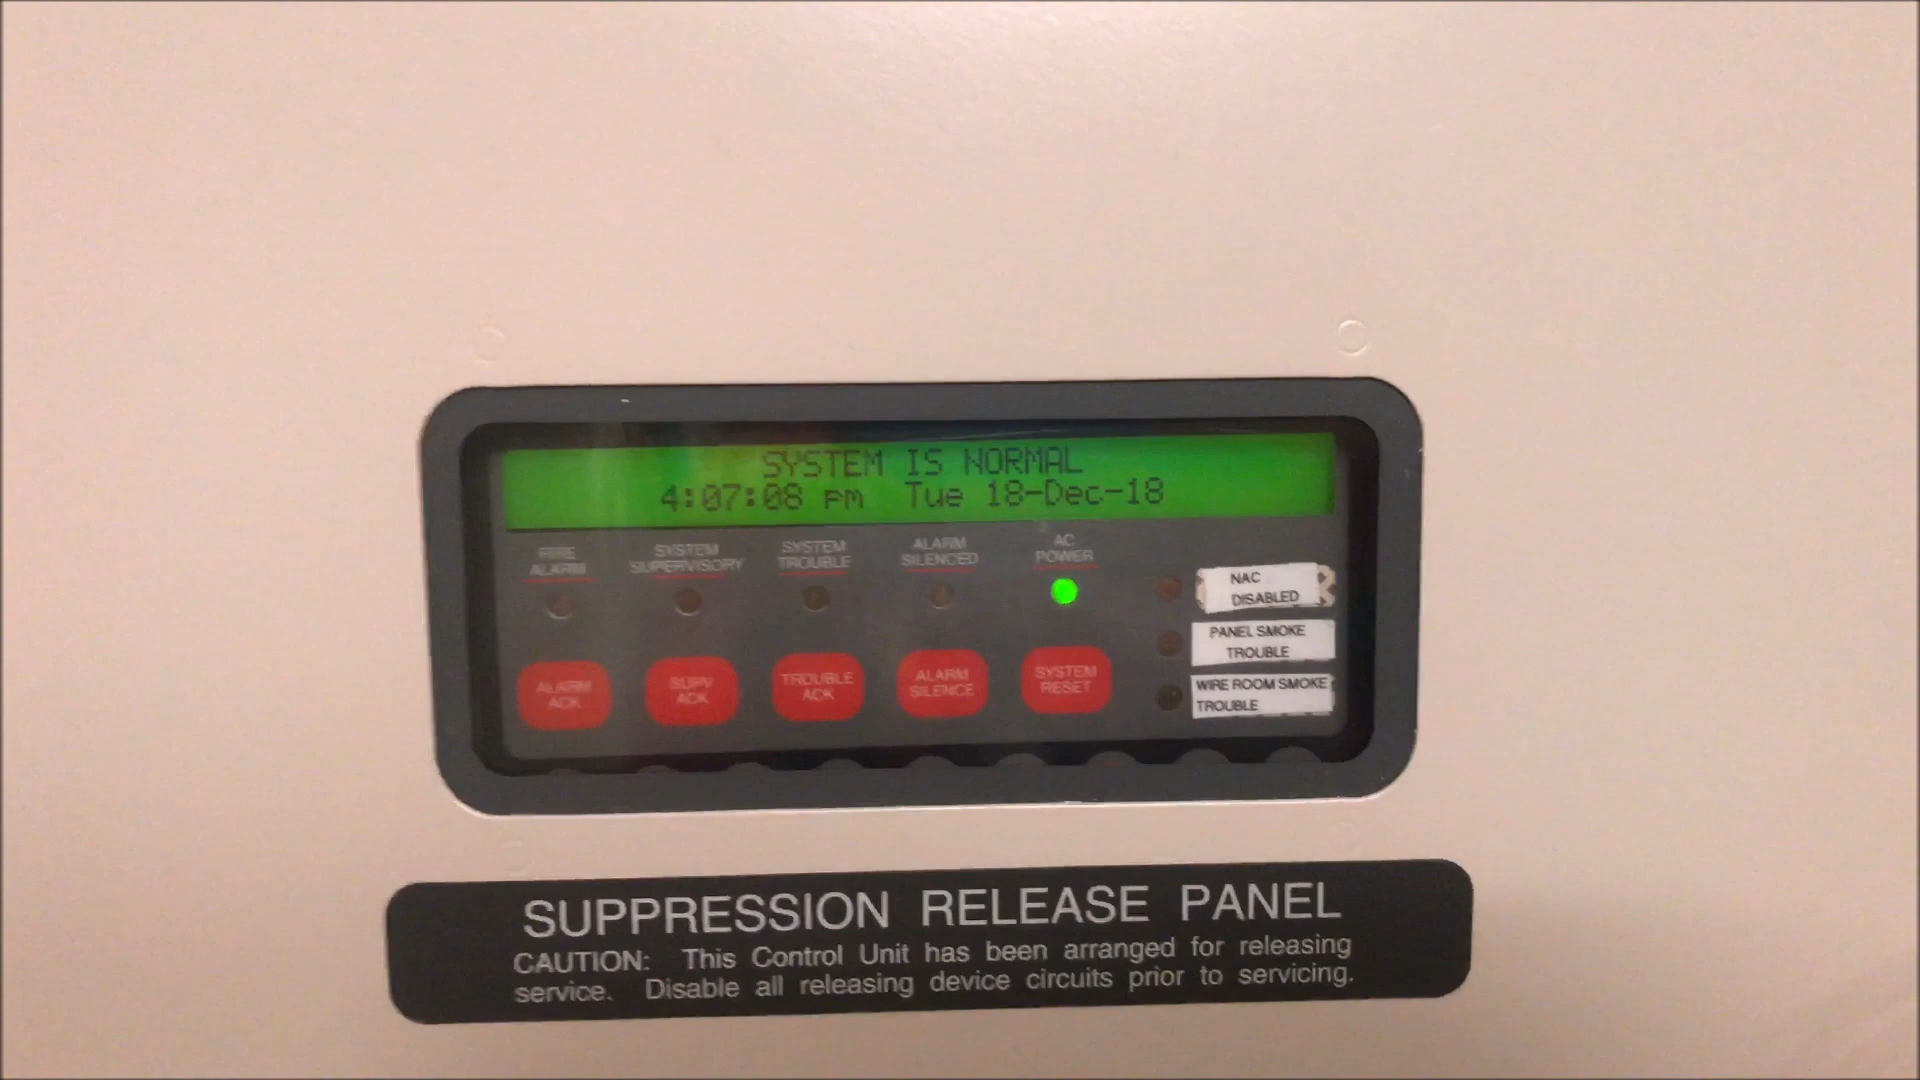 SYSTEM IS NORMAL
4:07:08 pm Tue 18-Dec-18
FIRE
ALARM
SYSTEM
SUPERVISORY
SYSTEM
TROUBLE
ALARM
SILENCED
AC
POWER
NAC
DISABLED
PANEL SMOKE
TROUBLE
WIRE ROOM SMOKE
TROUBLE
ALARM
ACK
SUPV
ACK
TROUBLE
ACK
ALARM
SILENCE
SYSTEM
RESET
SUPPRESSION RELEASE PANEL
CAUTION: This Control Unit has been arranged for releasing
service. Disable all releasing device circuits prior to servicing.